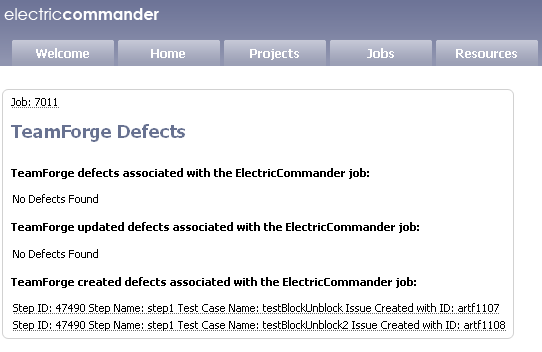 electriccommander
Welcome Home Projects Jobs Resources
Job: 7011
TeamForge Defects
TeamForge defects associated with the ElectricCommander job:
No Defects Found
TeamForge updated defects associated with the ElectricCommander job:
No Defects Found
TeamForge created defects associated with the ElectricCommander job:
Step ID: 47490 Step Name: step1 Test Case Name: testBlockUnblock Issue Created with ID: artf1107
Step ID: 47490 Step Name: step1 Test Case Name: testBlockUnblock2 Issue Created with ID: artf1108